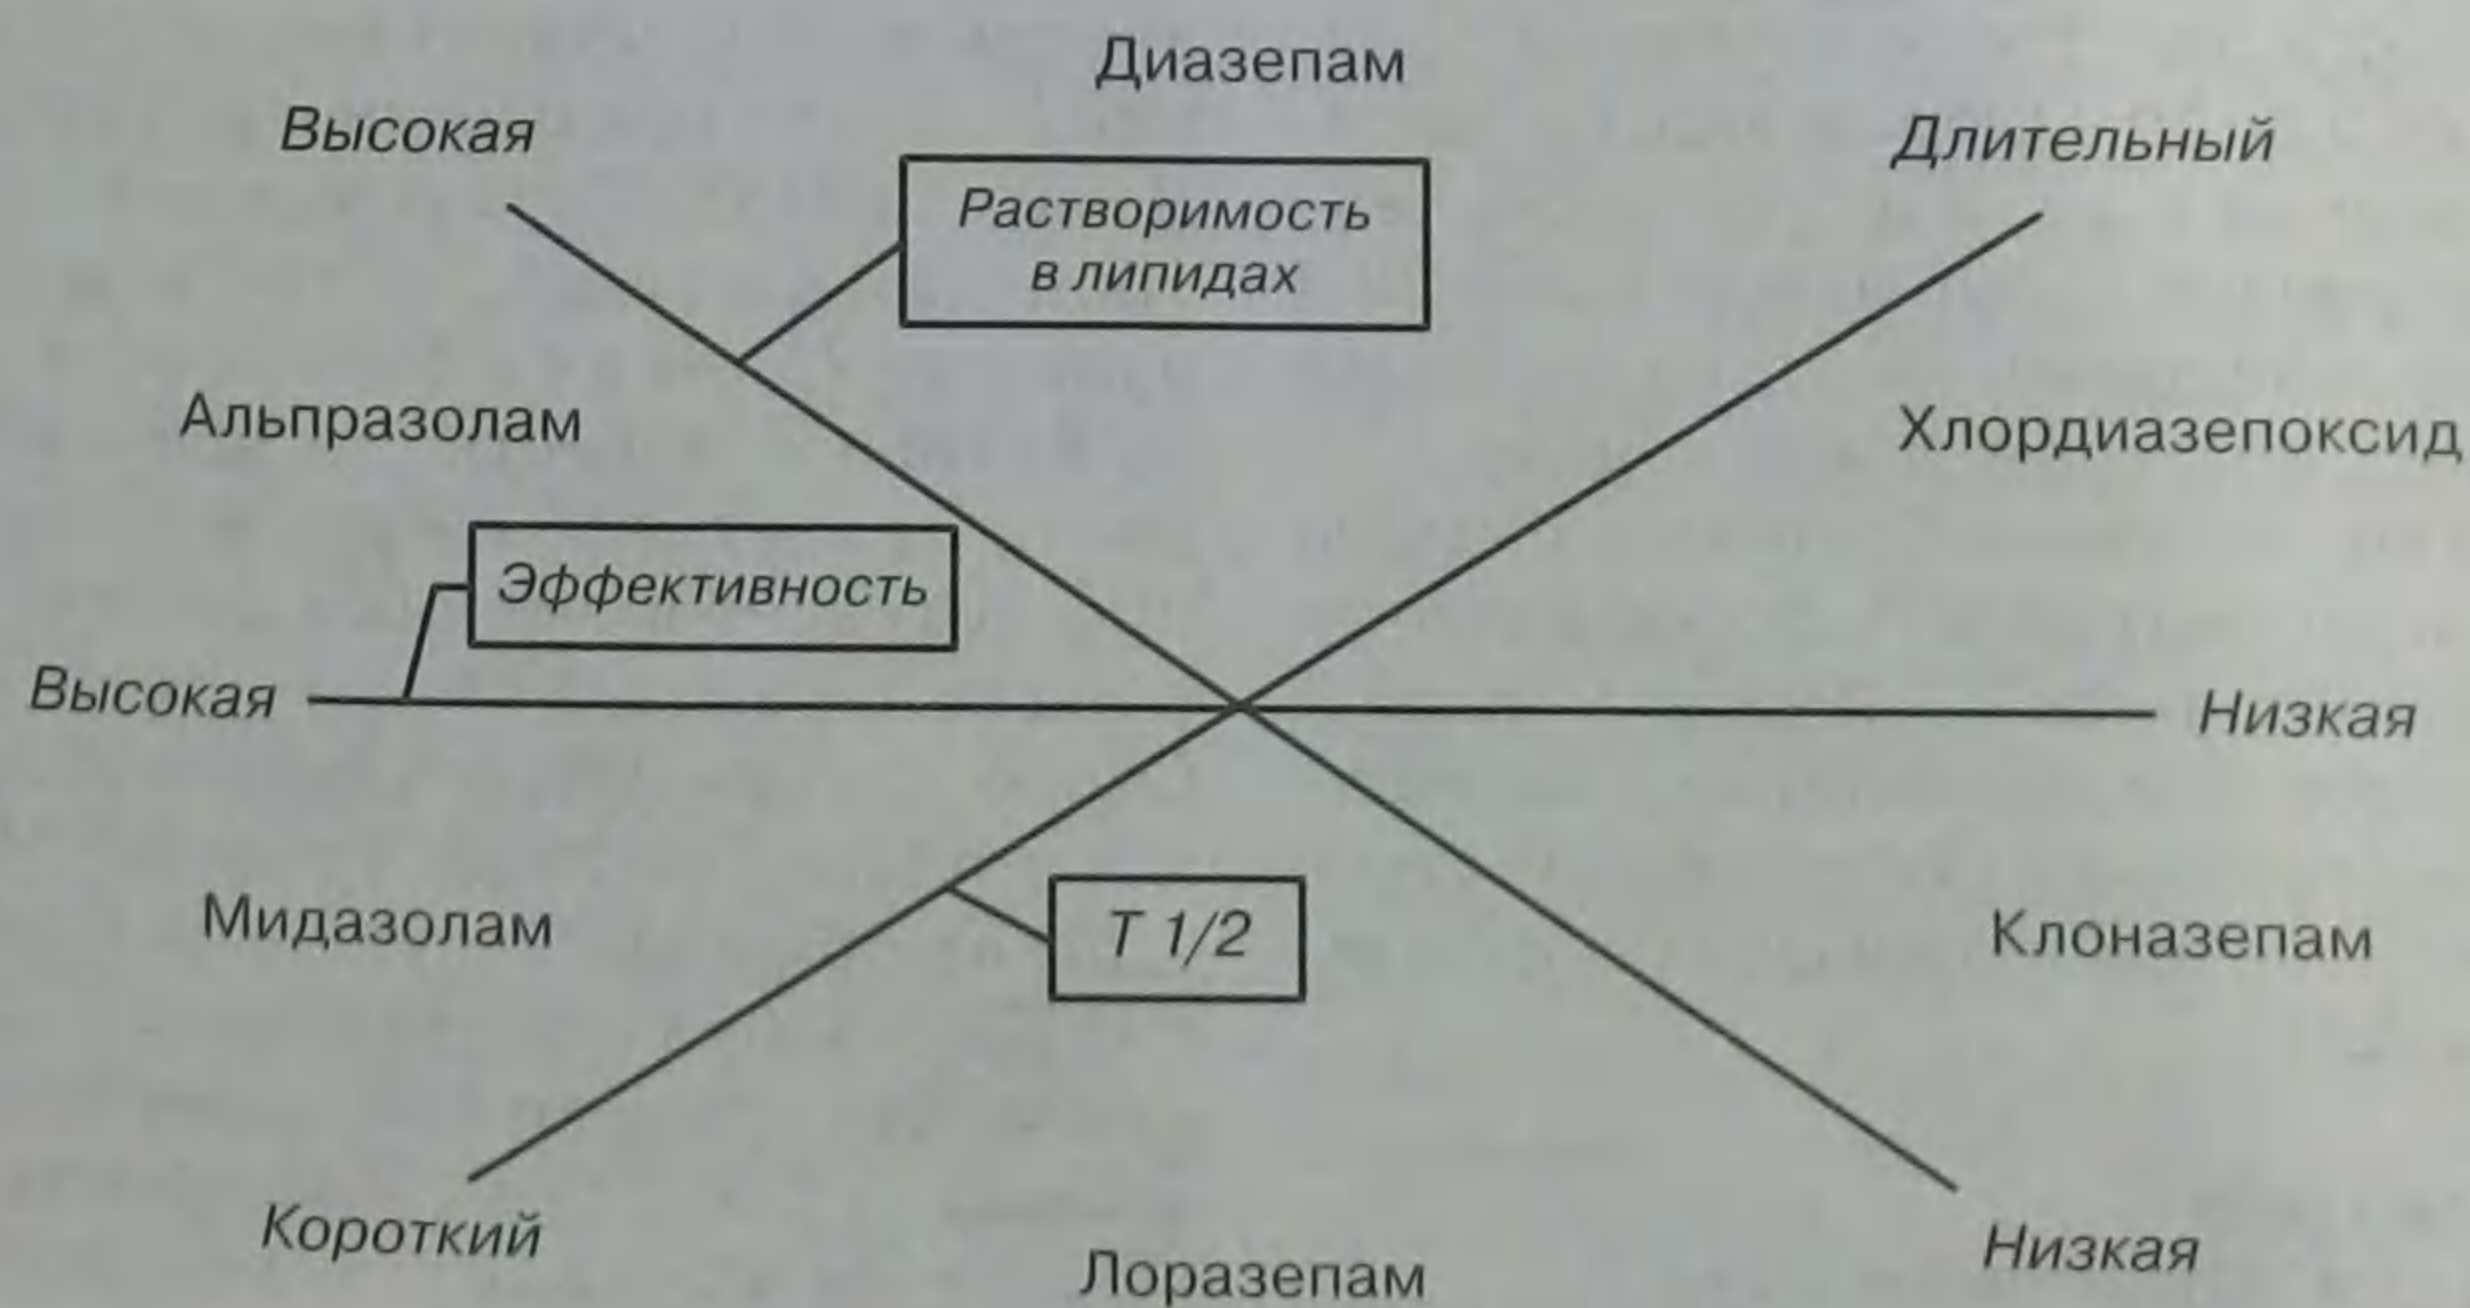 Диазепам
Высокая
Длительный
Растворимость
в липидах
Альпразолам
Хлордиазепоксид
Эффективность
Высокая
Низкая
Мидазолам
Т 1/2
Клоназепам
Короткий
Лоразепам
Низкая